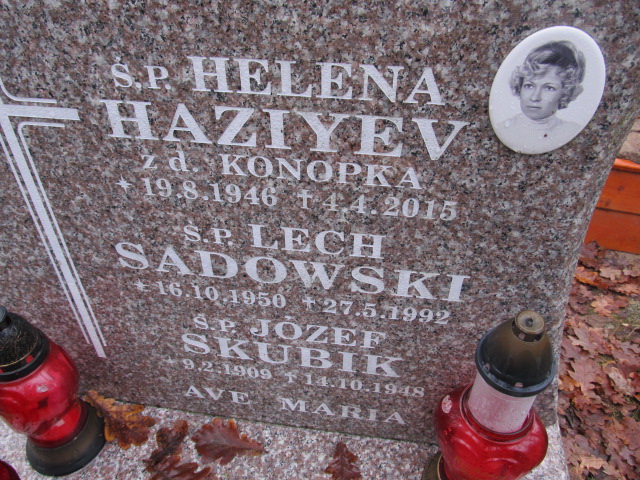 Ś.P. HELENA
HAZIYEV
z d. KONOPKA
* 19.8.1946 † 4.4.2015
Ś.P. LECH
SADOWSKI
* 16.10.1950 † 27.5.1992
Ś.P. JÓZEF
SKUBIK
* 9.2.1909 † 14.10.1948
AVE MARIA